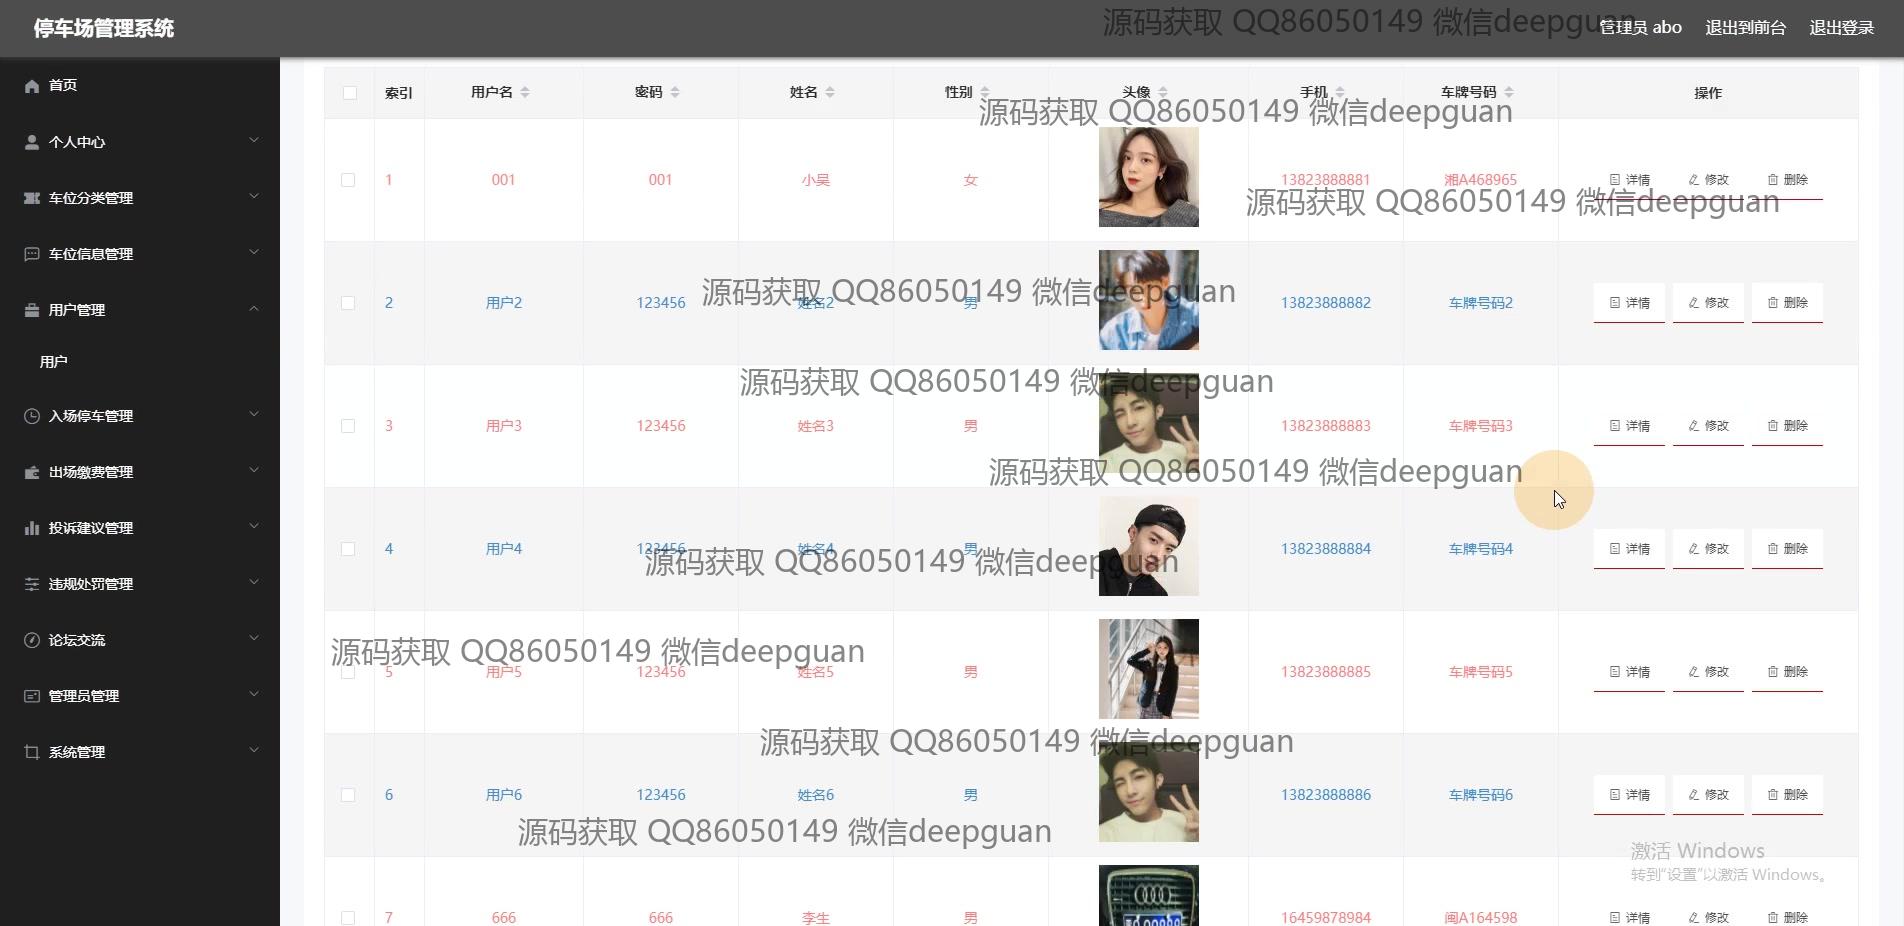 停车场管理系统
源码获取 QQ86050149 微信deepguan
管理员 abo 退出到前台 退出登录
首页
个人中心
车位分类管理
车位信息管理
用户管理
用户
入场停车管理
出场缴费管理
投诉建议管理
违规处罚管理
论坛交流
管理员管理
系统管理
索引 用户名 密码 姓名 性别 头像 手机 车牌号码 操作
源码获取 QQ86050149 微信deepguan
1 001 001 小吴 女 13823888881 湘A468965 详情 修改 删除
源码获取 QQ86050149 微信deepguan
源码获取 QQ86050149 微信deepguan
2 用户2 123456 姓名2 男 13823888882 车牌号码2 详情 修改 删除
源码获取 QQ86050149 微信deepguan
3 用户3 123456 姓名3 男 13823888883 车牌号码3 详情 修改 删除
源码获取 QQ86050149 微信deepguan
4 用户4 123456 姓名4 男 13823888884 车牌号码4 详情 修改 删除
源码获取 QQ86050149 微信deepguan
源码获取 QQ86050149 微信deepguan
5 用户5 123456 姓名5 男 13823888885 车牌号码5 详情 修改 删除
源码获取 QQ86050149 微信deepguan
6 用户6 123456 姓名6 男 13823888886 车牌号码6 详情 修改 删除
源码获取 QQ86050149 微信deepguan
激活 Windows
转到“设置”以激活 Windows。
7 666 666 李生 男 16459878984 闽A164598 详情 修改 删除